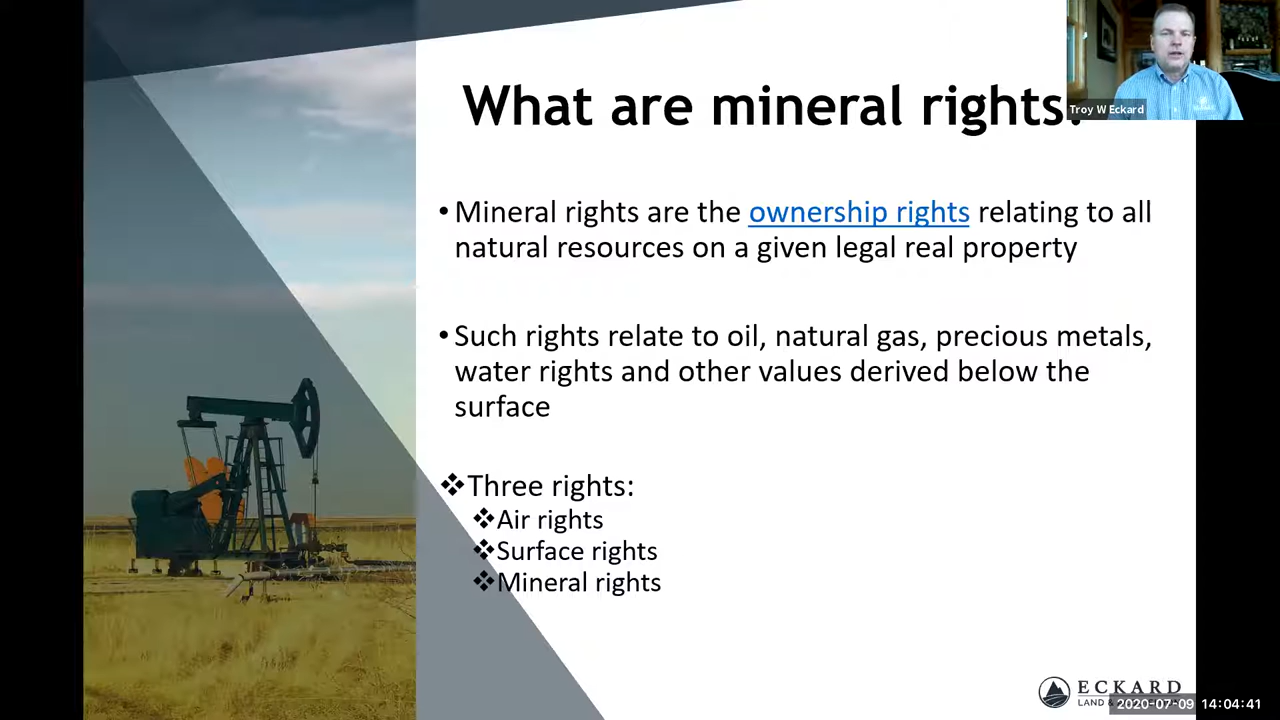 What are mineral rights
Troy W Eckard
• Mineral rights are the ownership rights relating to all
natural resources on a given legal real property
• Such rights relate to oil, natural gas, precious metals,
water rights and other values derived below the
surface
❖Three rights:
❖Air rights
❖Surface rights
❖Mineral rights
ECKARD
LAND &
2020-07-09 14:04:41